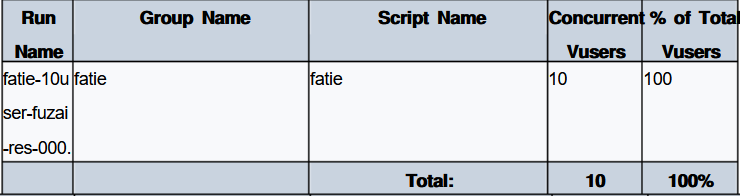 Run Group Name Script Name Concurrent % of Total
Name Vusers Vusers
fatie-10u fatie fatie 10 100
ser-fuzai
-res-000.
Total: 10 100%